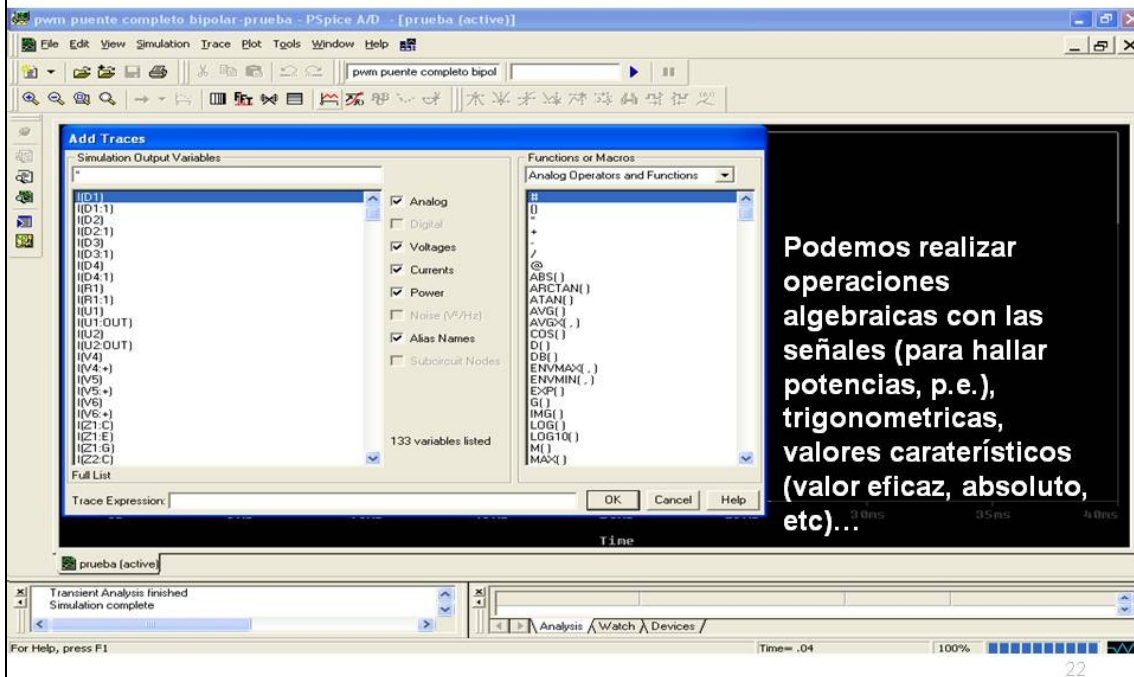 pwm puente completo bipolar-prueba - PSpice A/D - [prueba (active)]
File Edit View Simulation Trace Plot Tools Window Help
pwm puente completo bipol
Add Traces
Simulation Output Variables
*
I(D1)
I(D1:1)
I(D2)
I(D2:1)
I(D3)
I(D3:1)
I(D4)
I(D4:1)
I(R1)
I(R1:1)
I(U1)
I(U1:OUT)
I(U2)
I(U2:OUT)
I(V4)
I(V4:+)
I(V5)
I(V5:+)
I(V6)
I(V6:+)
I(Z1:C)
I(Z1:E)
I(Z1:G)
I(Z2:C)
Full List
Analog
Digital
Voltages
Currents
Power
Noise (V²/Hz)
Alias Names
Subcircuit Nodes
133 variables listed
Functions or Macros
Analog Operators and Functions
#
()
*
+
-
/
@
ABS( )
ARCTAN( )
ATAN( )
AVG( )
AVGX( , )
COS( )
D( )
DB( )
ENVMAX( , )
ENVMIN( , )
EXP( )
G( )
IMG( )
LOG( )
LOG10( )
M( )
MAX( )
Trace Expression:
OK Cancel Help
Podemos realizar
operaciones
algebraicas con las
señales (para hallar
potencias, p.e.),
trigonometricas,
valores caraterísticos
(valor eficaz, absoluto,
etc)…
30ms 35ms 40ms
Time
prueba (active)
Transient Analysis finished
Simulation complete
Analysis Watch Devices
For Help, press F1
Time= .04
100%
22